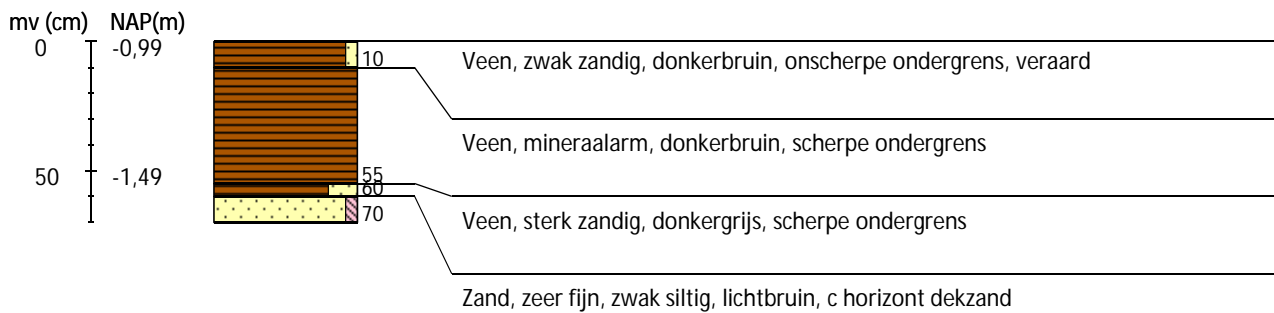 mv (cm) NAP(m)
0 -0,99
10
Veen, zwak zandig, donkerbruin, onscherpe ondergrens, veraard
Veen, mineraalarm, donkerbruin, scherpe ondergrens
55
50 -1,49
60
70
Veen, sterk zandig, donkergrijs, scherpe ondergrens
Zand, zeer fijn, zwak siltig, lichtbruin, c horizont dekzand